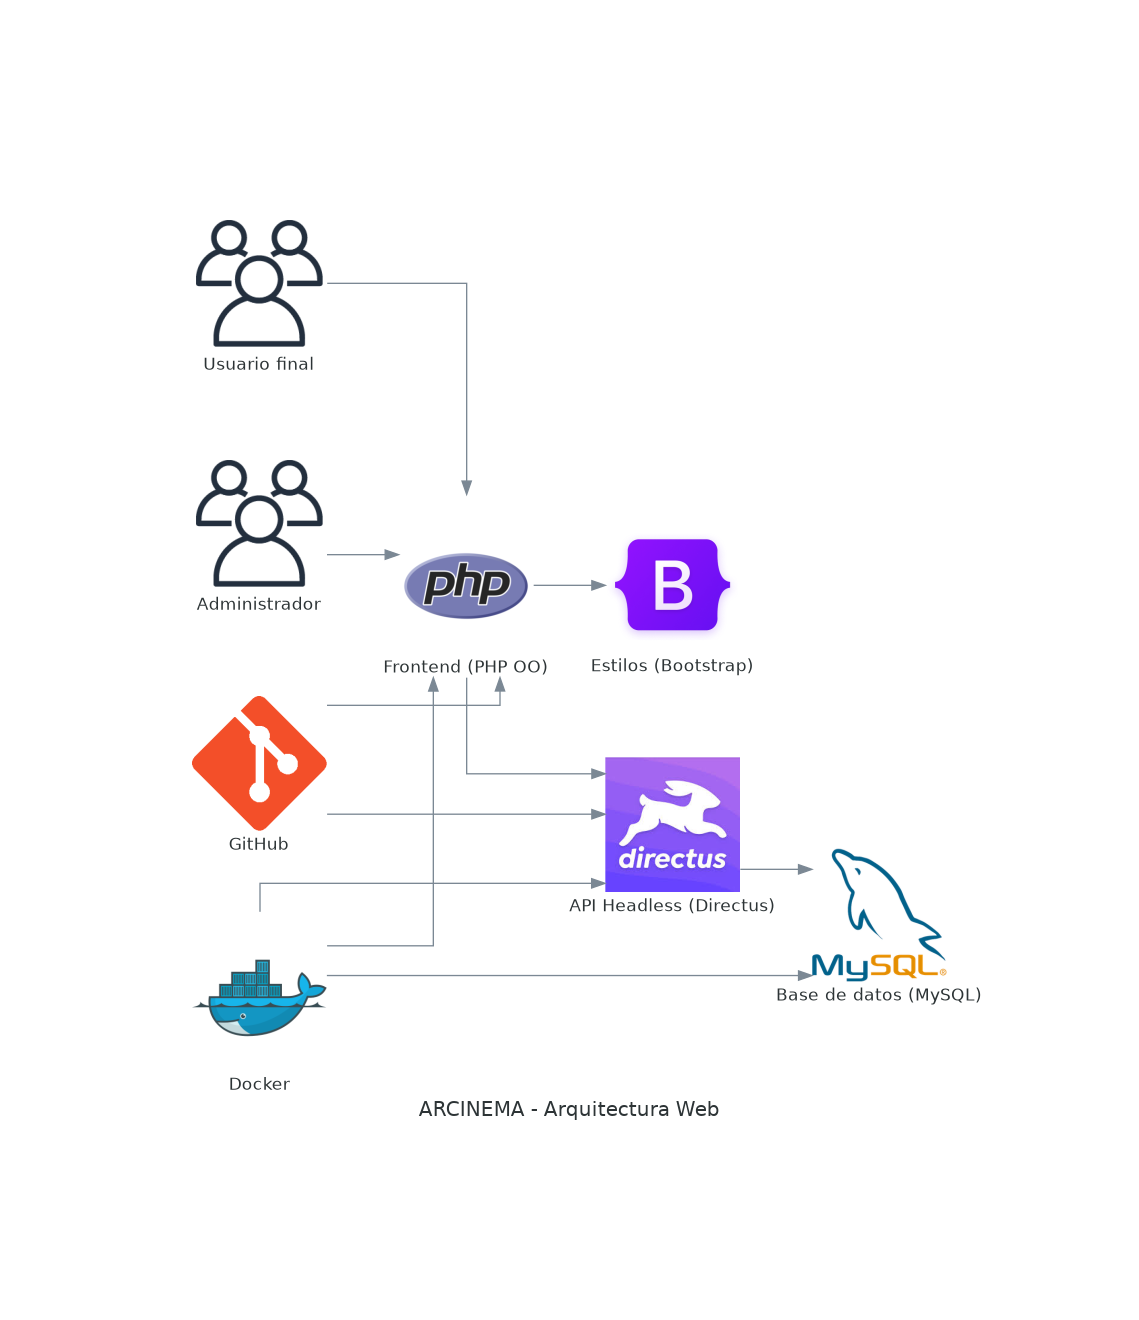 Usuario final
Administrador
php
B
Frontend (PHP OO)
Estilos (Bootstrap)
GitHub
directus
API Headless (Directus)
MySQL®
Base de datos (MySQL)
Docker
ARCINEMA - Arquitectura Web